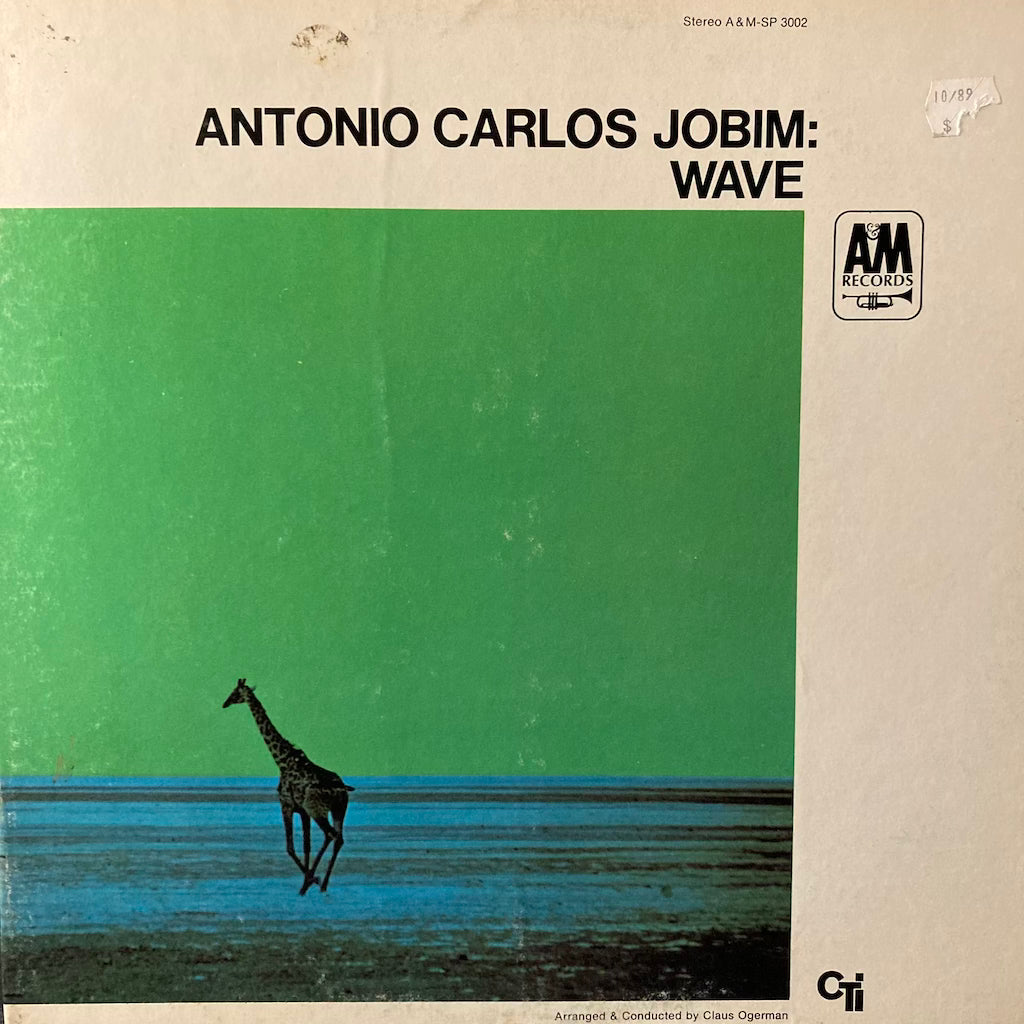 Stereo A&M-SP 3002
10/89
$
ANTONIO CARLOS JOBIM:
WAVE
A&M
RECORDS
CTi
Arranged & Conducted by Claus Ogerman